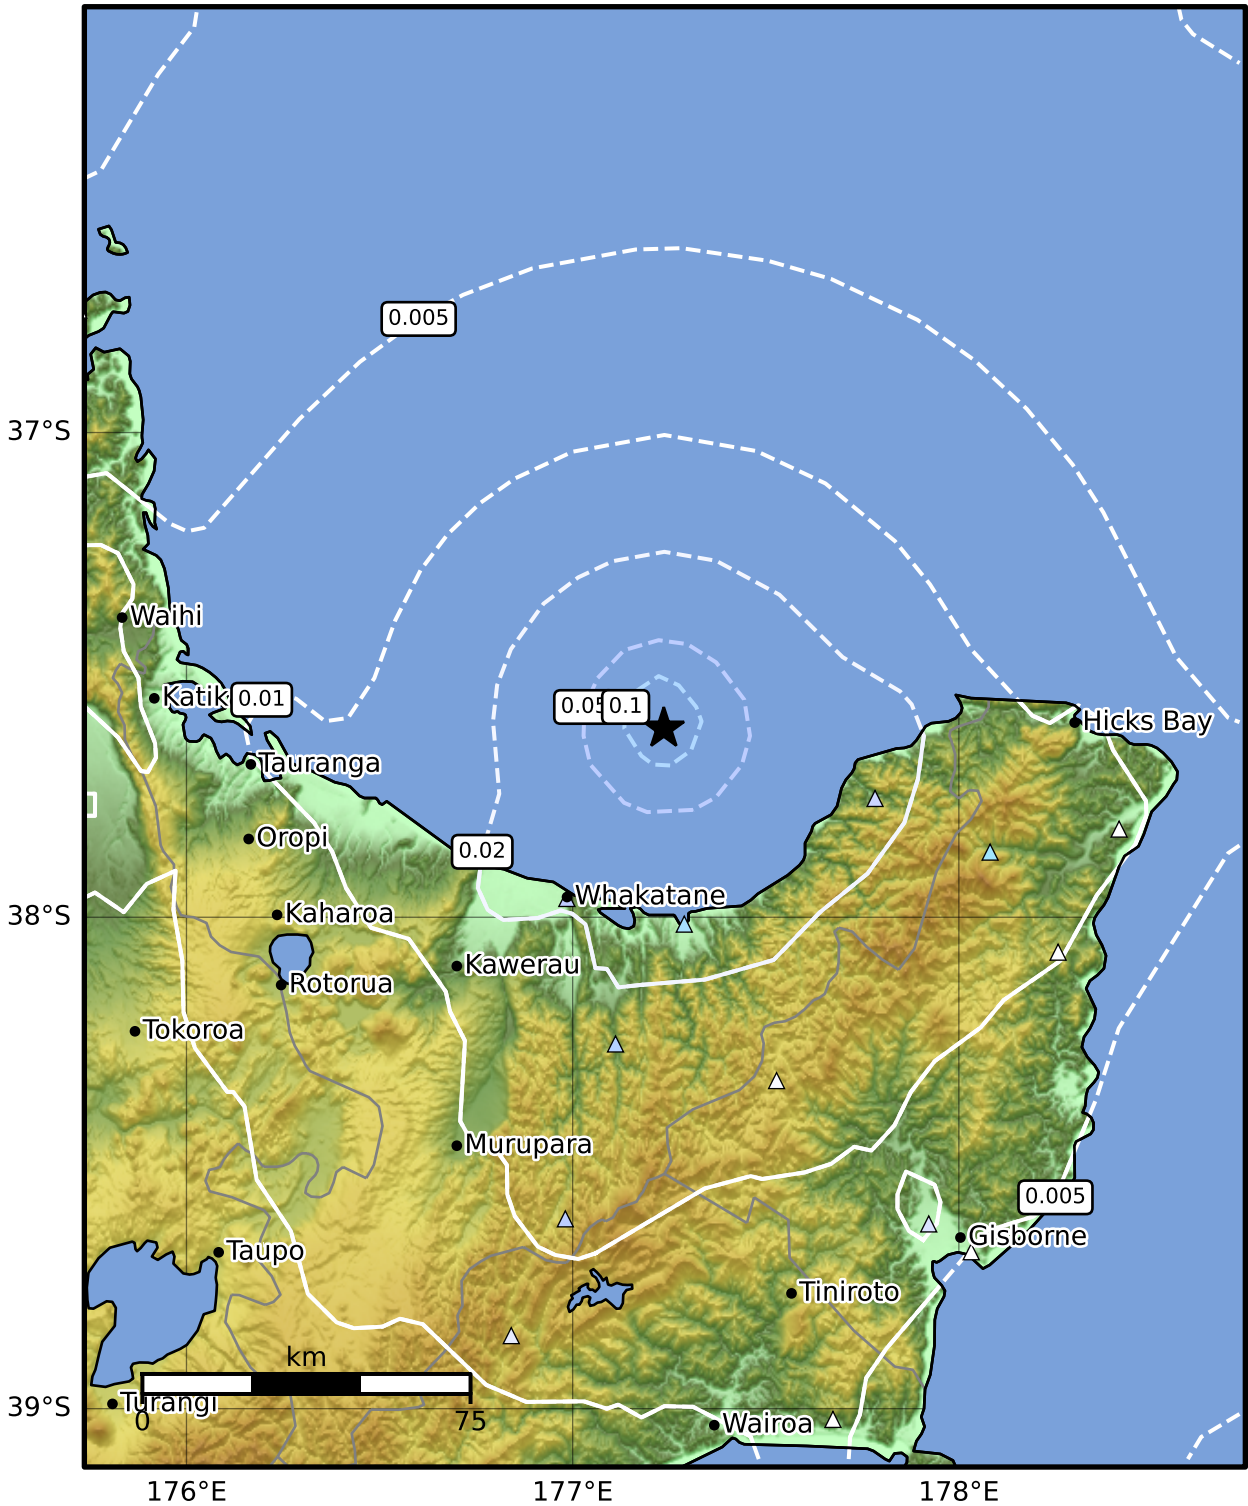 0.005
37°S
Waihi
Katik
0.01
0.05
0.1
Hicks Bay
Tauranga
Oropi
0.02
Whakatane
38°S
Kaharoa
Kawerau
Rotorua
Tokoroa
Murupara
0.005
Gisborne
Taupo
Tiniroto
km
Turangi
39°S
0
75
Wairoa
176°E
177°E
178°E